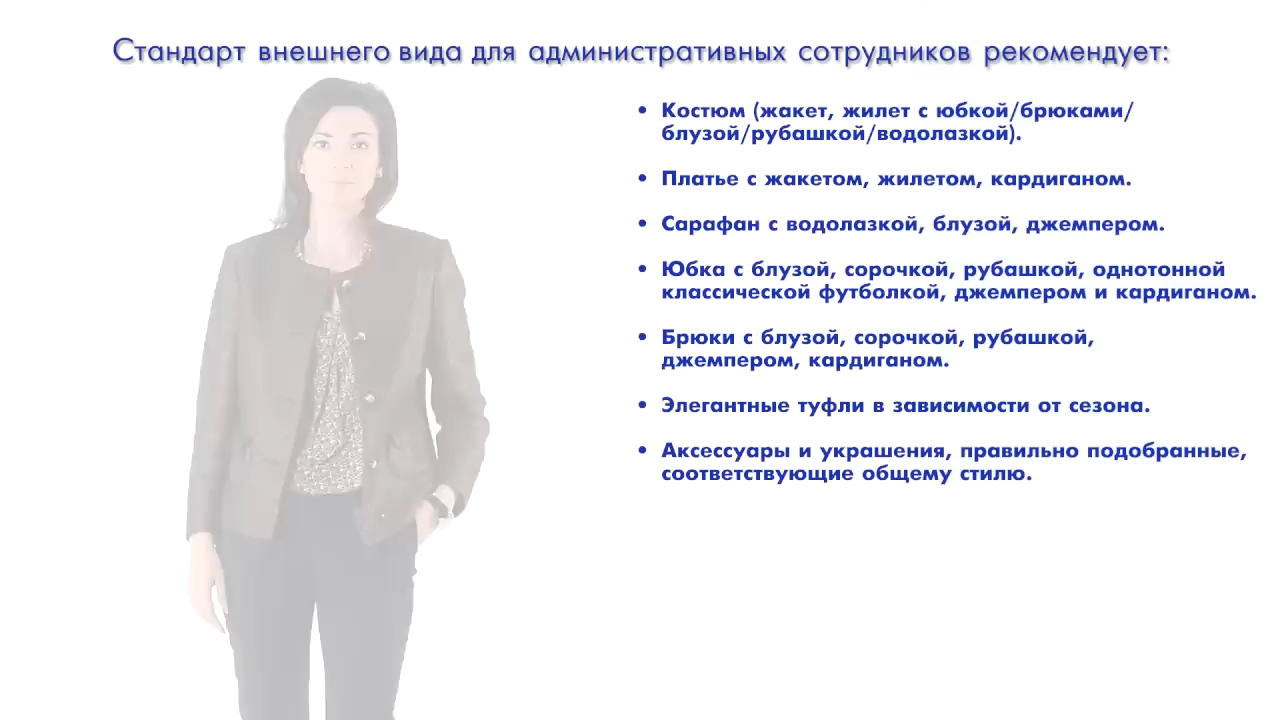 Стандарт внешнего вида для административных сотрудников рекомендует:
• Костюм (жакет, жилет с юбкой/брюками/
блузой/рубашкой/водолазкой).
• Платье с жакетом, жилетом, кардиганом.
• Сарафан с водолазкой, блузой, джемпером.
• Юбка с блузой, сорочкой, рубашкой, однотонной
классической футболкой, джемпером и кардиганом.
• Брюки с блузой, сорочкой, рубашкой,
джемпером, кардиганом.
• Элегантные туфли в зависимости от сезона.
• Аксессуары и украшения, правильно подобранные,
соответствующие общему стилю.